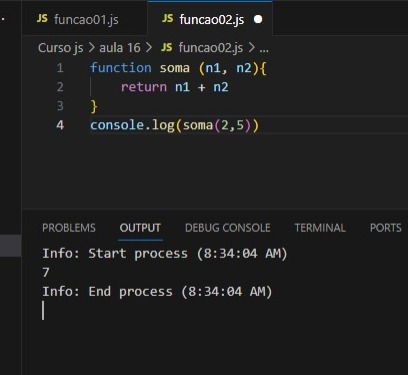 JS funcao01.js JS funcao02.js
Curso js > aula 16 > JS funcao02.js > ...
1 function soma (n1, n2){
2 return n1 + n2
3 }
4 console.log(soma(2,5))
PROBLEMS OUTPUT DEBUG CONSOLE TERMINAL PORTS
Info: Start process (8:34:04 AM)
7
Info: End process (8:34:04 AM)